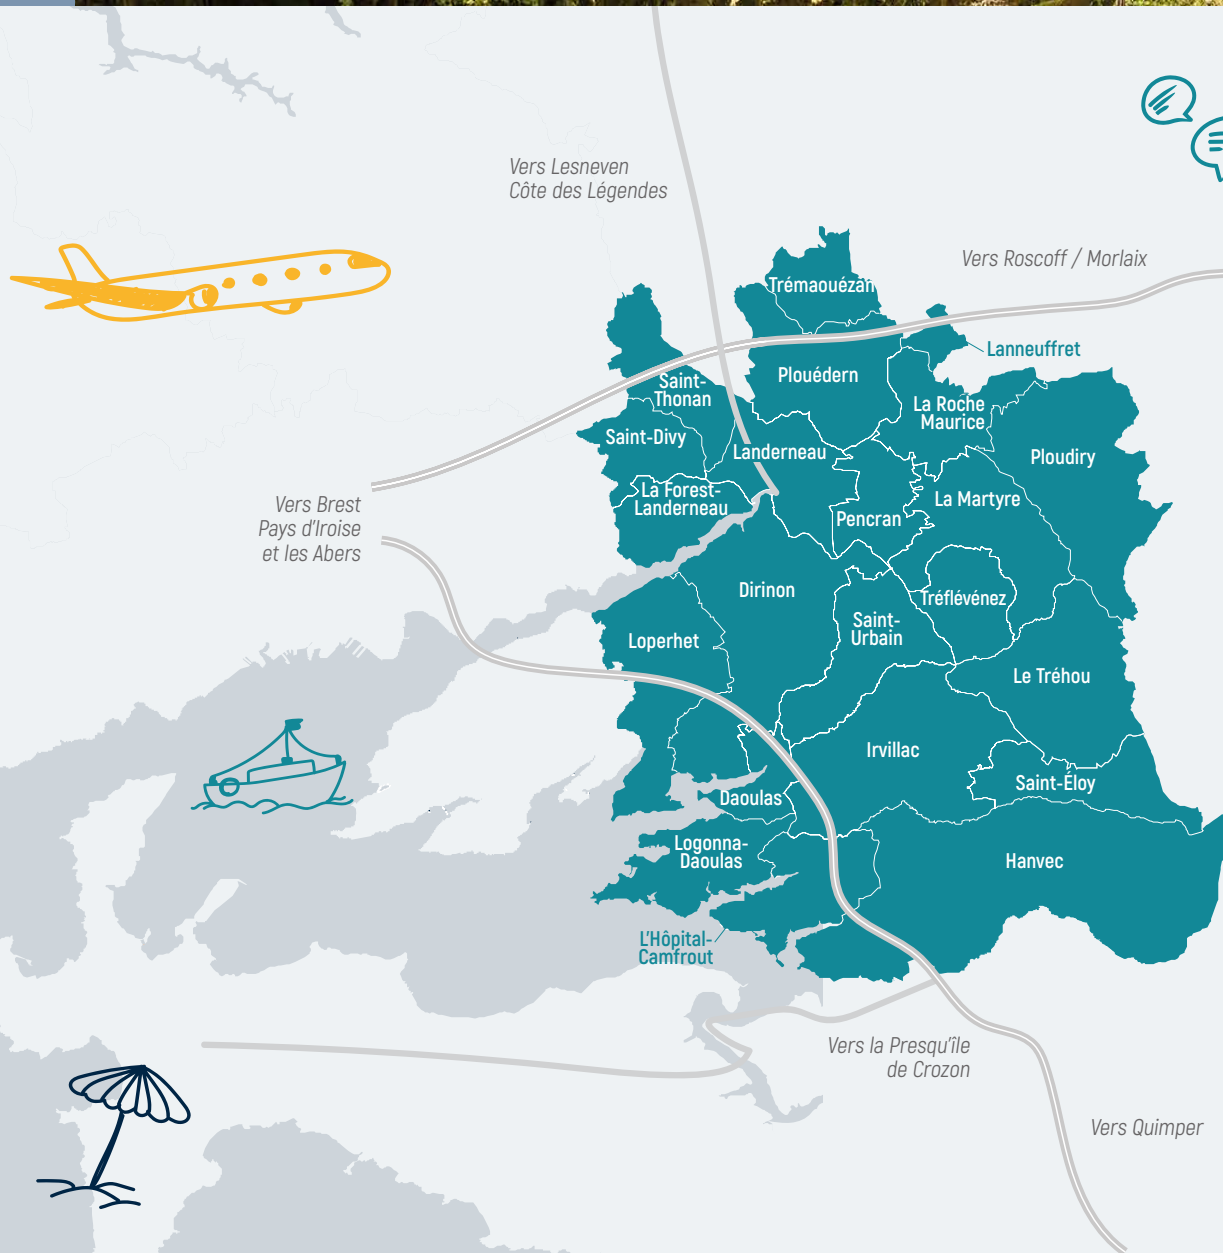 Vers Lesneven
Côte des Légendes
Vers Roscoff / Morlaix
Trémaouézan
Lanneuffret
Plouédern
Saint-
Thonan
La Roche
Maurice
Saint-Divy
Landerneau
Ploudiry
La Forest-
Landerneau
La Martyre
Pencran
Vers Brest
Pays d'Iroise
et les Abers
Dirinon
Tréflévénez
Saint-
Urbain
Loperhet
Le Tréhou
Irvillac
Saint-Éloy
Daoulas
Logonna-
Daoulas
Hanvec
L'Hôpital-
Camfrout
Vers la Presqu'île
de Crozon
Vers Quimper